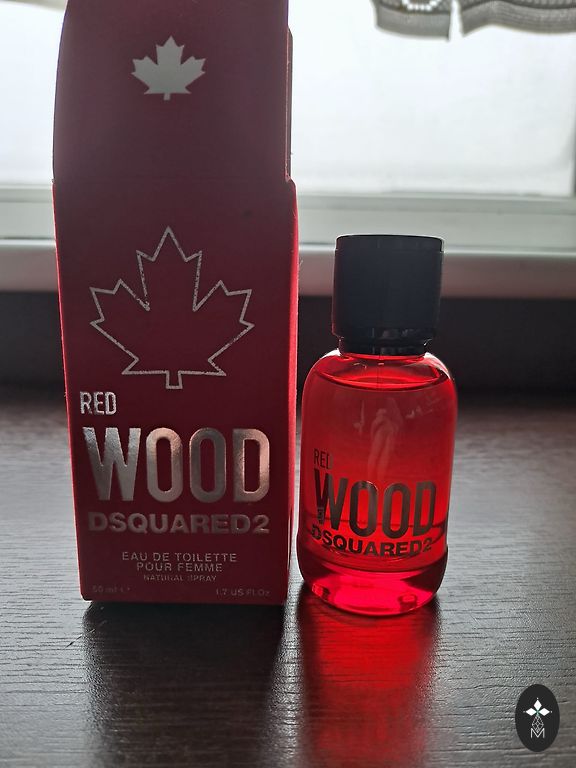 RED
WOOD
DSQUARED2
EAU DE TOILETTE
POUR FEMME
NATURAL SPRAY
50 ml e
1.7 US Fl.Oz
RED
WOOD
DSQUARED2
M